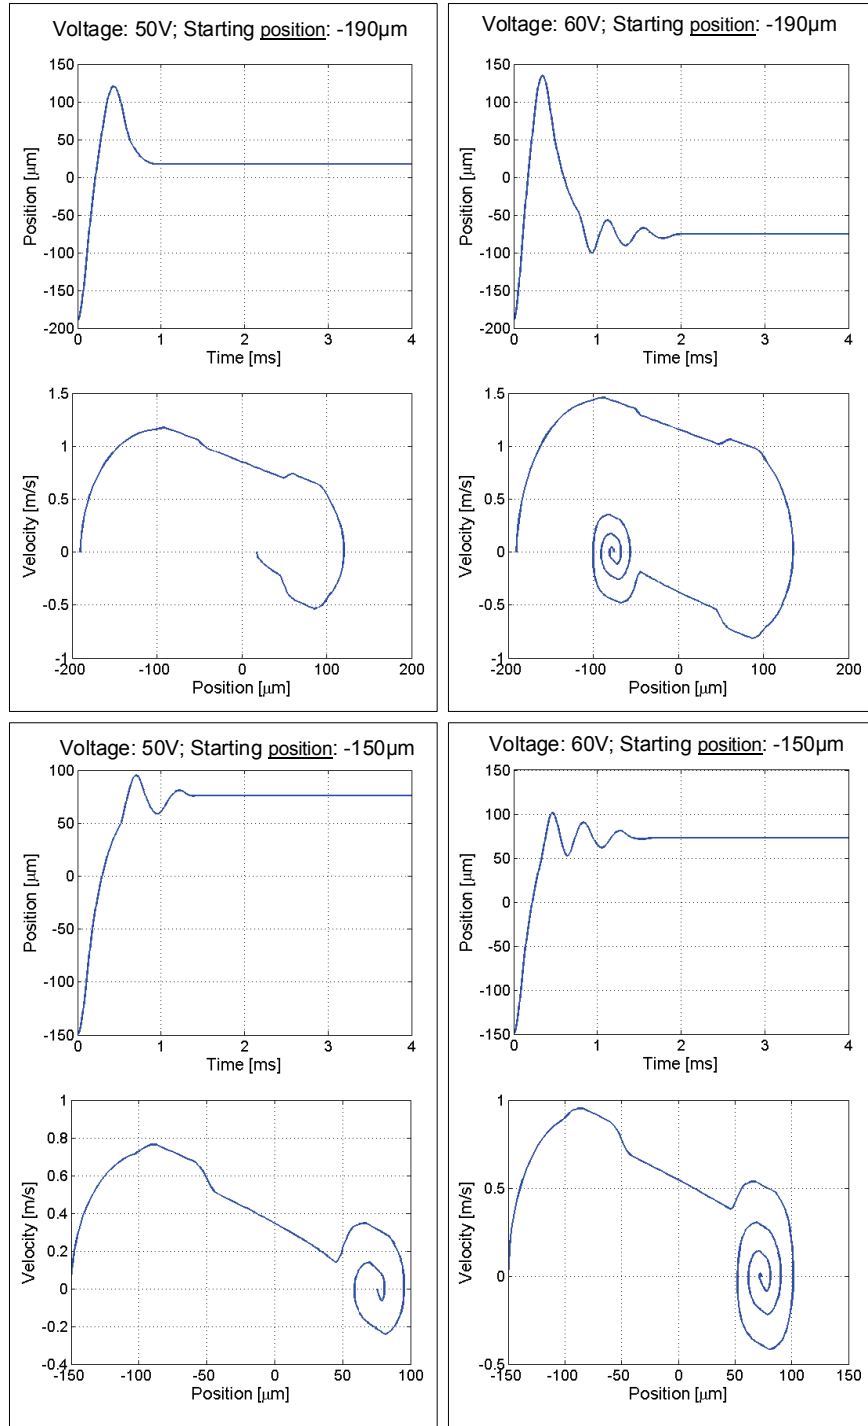 Voltage: 50V; Starting position: -190µm
150
100
50
0
-50
-100
-150
-200
Position [µm]
0 1 2 3 4
Time [ms]
1.5
1
0.5
0
-0.5
-1
Velocity [m/s]
-200 -100 0 100 200
Position [µm]
Voltage: 60V; Starting position: -190µm
150
100
50
0
-50
-100
-150
-200
Position [µm]
0 1 2 3 4
Time [ms]
1.5
1
0.5
0
-0.5
-1
Velocity [m/s]
-200 -100 0 100 200
Position [µm]
Voltage: 50V; Starting position: -150µm
100
50
0
-50
-100
-150
Position [µm]
0 1 2 3 4
Time [ms]
1
0.8
0.6
0.4
0.2
0
-0.2
-0.4
Velocity [m/s]
-150 -100 -50 0 50 100
Position [µm]
Voltage: 60V; Starting position: -150µm
150
100
50
0
-50
-100
-150
Position [µm]
0 1 2 3 4
Time [ms]
1
0.5
0
-0.5
Velocity [m/s]
-150 -100 -50 0 50 100 150
Position [µm]